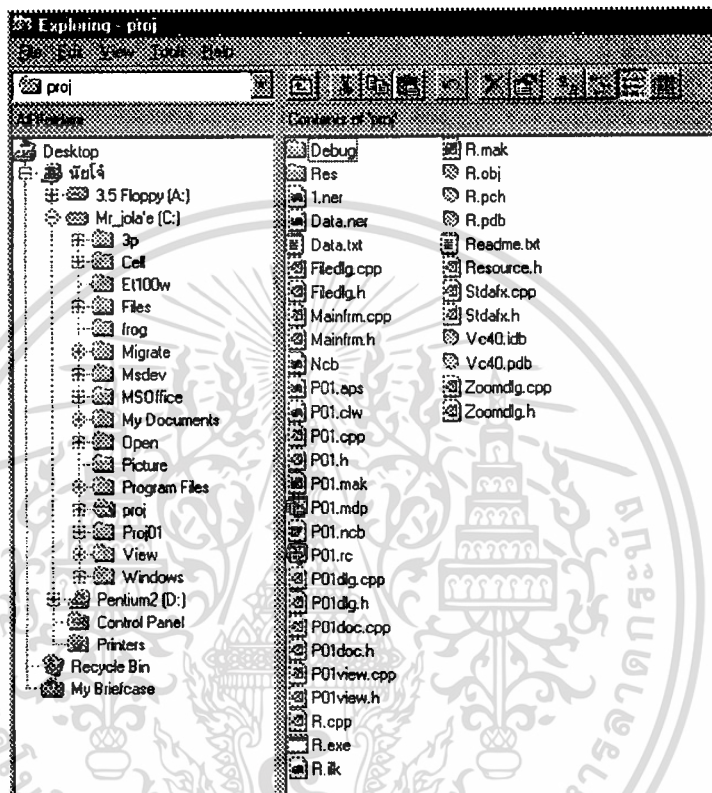 Exploring - proj
File Edit View Tools Help
proj
All Folders
Contents of 'proj'
Desktop
นัยโจ๋
3.5 Floppy (A:)
Mr_jola'e (C:)
3p
Cell
Et100w
Files
frog
Migrate
Msdev
MSOffice
My Documents
Open
Picture
Program Files
proj
Proj01
View
Windows
Pentium2 (D:)
Control Panel
Printers
Recycle Bin
My Briefcase
Debug
Res
1.ner
Data.ner
Data.txt
Filedlg.cpp
Filedlg.h
Mainfrm.cpp
Mainfrm.h
Ncb
P01.aps
P01.clw
P01.cpp
P01.h
P01.mak
P01.mdp
P01.ncb
P01.rc
P01dlg.cpp
P01dlg.h
P01doc.cpp
P01doc.h
P01view.cpp
P01view.h
R.cpp
R.exe
R.ilk
R.mak
R.obj
R.pch
R.pdb
Readme.txt
Resource.h
Stdafx.cpp
Stdafx.h
Vc40.idb
Vc40.pdb
Zoomdlg.cpp
Zoomdlg.h